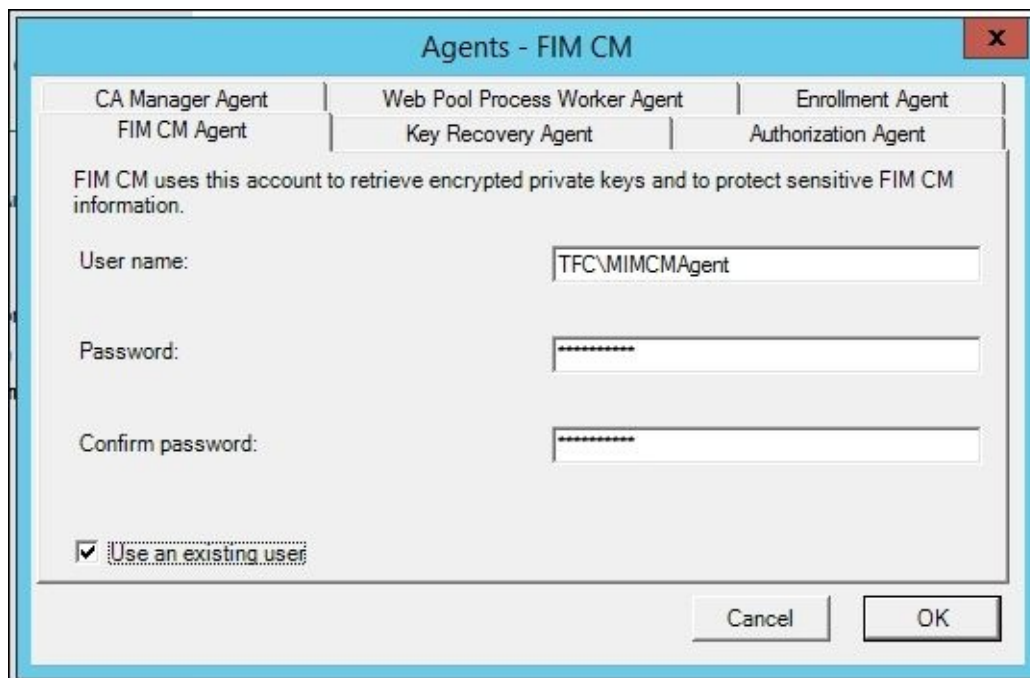 Agents - FIM CM
x
CA Manager Agent
Web Pool Process Worker Agent
Enrollment Agent
FIM CM Agent
Key Recovery Agent
Authorization Agent
FIM CM uses this account to retrieve encrypted private keys and to protect sensitive FIM CM
information.
User name:
TFC\MIMCMAgent
Password:
**********
Confirm password:
**********
Use an existing user
Cancel
OK